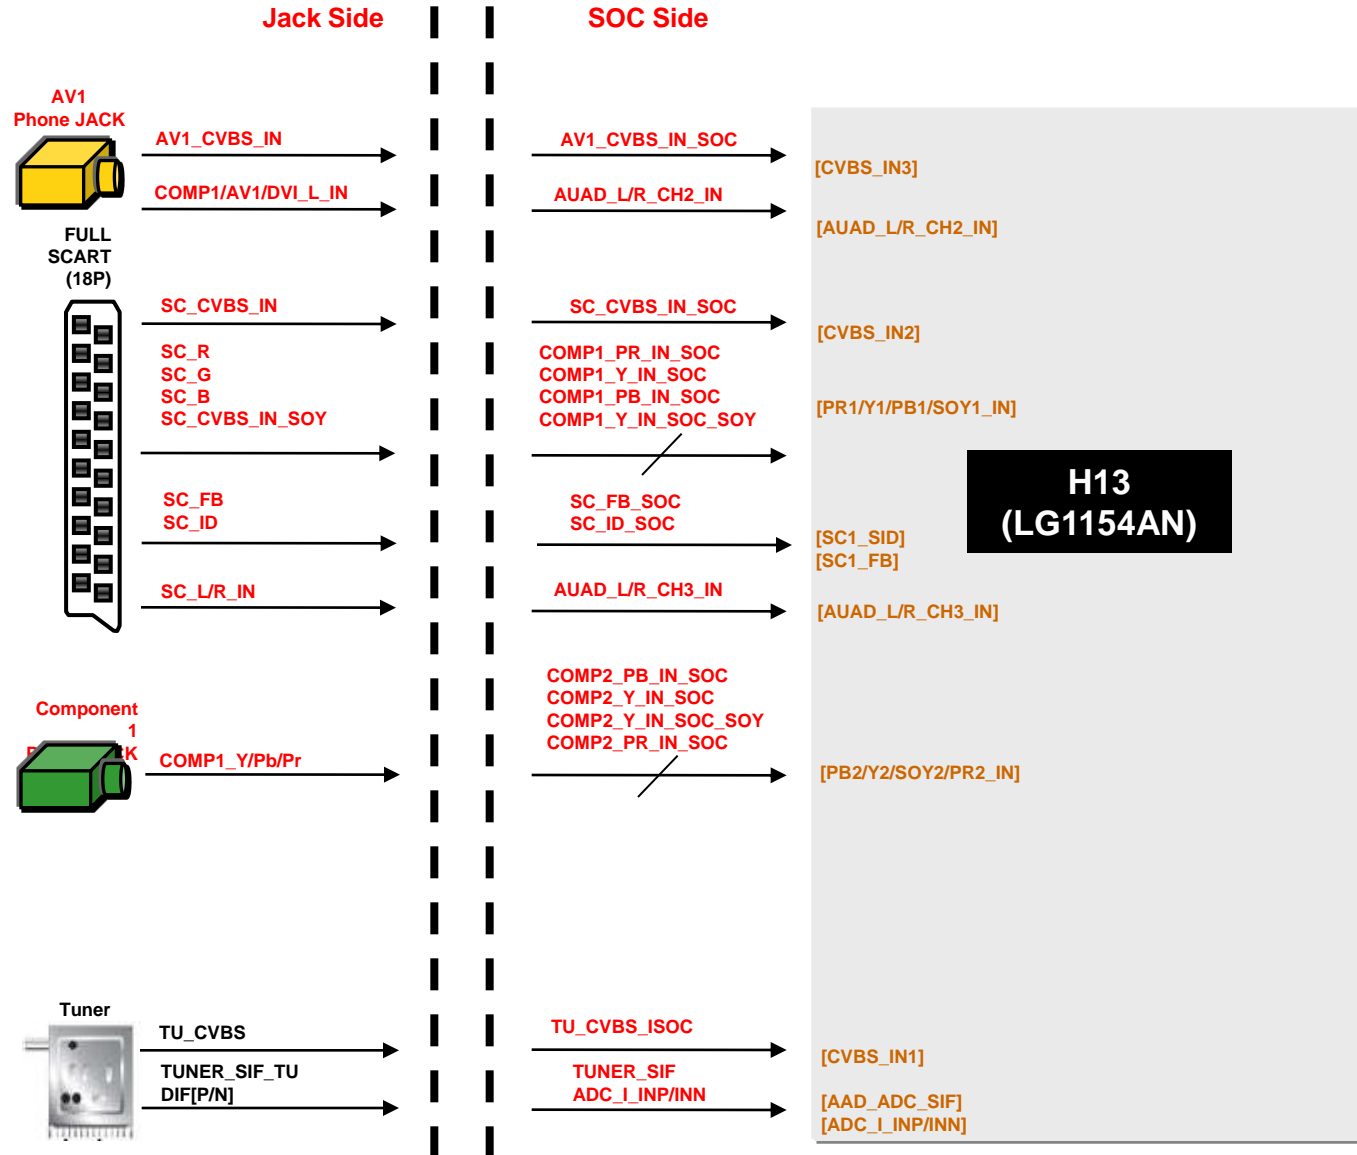 Jack Side
SOC Side
AV1
Phone JACK
AV1_CVBS_IN
AV1_CVBS_IN_SOC
[CVBS_IN3]
COMP1/AV1/DVI_L_IN
AUAD_L/R_CH2_IN
[AUAD_L/R_CH2_IN]
FULL
SCART
(18P)
SC_CVBS_IN
SC_CVBS_IN_SOC
[CVBS_IN2]
SC_R
SC_G
SC_B
SC_CVBS_IN_SOY
COMP1_PR_IN_SOC
COMP1_Y_IN_SOC
COMP1_PB_IN_SOC
COMP1_Y_IN_SOC_SOY
[PR1/Y1/PB1/SOY1_IN]
H13
(LG1154AN)
SC_FB
SC_ID
SC_FB_SOC
SC_ID_SOC
[SC1_SID]
[SC1_FB]
SC_L/R_IN
AUAD_L/R_CH3_IN
[AUAD_L/R_CH3_IN]
Component
1
COMP1_Y/Pb/Pr
COMP2_PB_IN_SOC
COMP2_Y_IN_SOC
COMP2_Y_IN_SOC_SOY
COMP2_PR_IN_SOC
[PB2/Y2/SOY2/PR2_IN]
Tuner
TU_CVBS
TU_CVBS_ISOC
[CVBS_IN1]
TUNER_SIF_TU
DIF[P/N]
TUNER_SIF
ADC_I_INP/INN
[AAD_ADC_SIF]
[ADC_I_INP/INN]